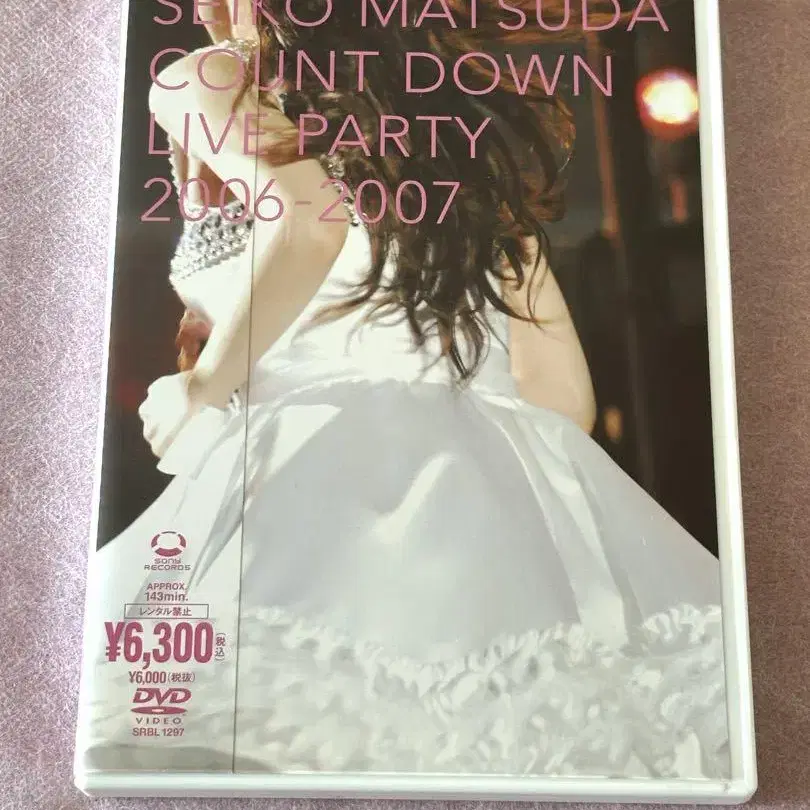 SEIKO MATSUDA
COUNT DOWN
LIVE PARTY
2006-2007
SONY
RECORDS
APPROX.
143min.
レンタル禁止
¥6,300(税込)
¥6,000(税抜)
DVD
VIDEO
SRBL 1297